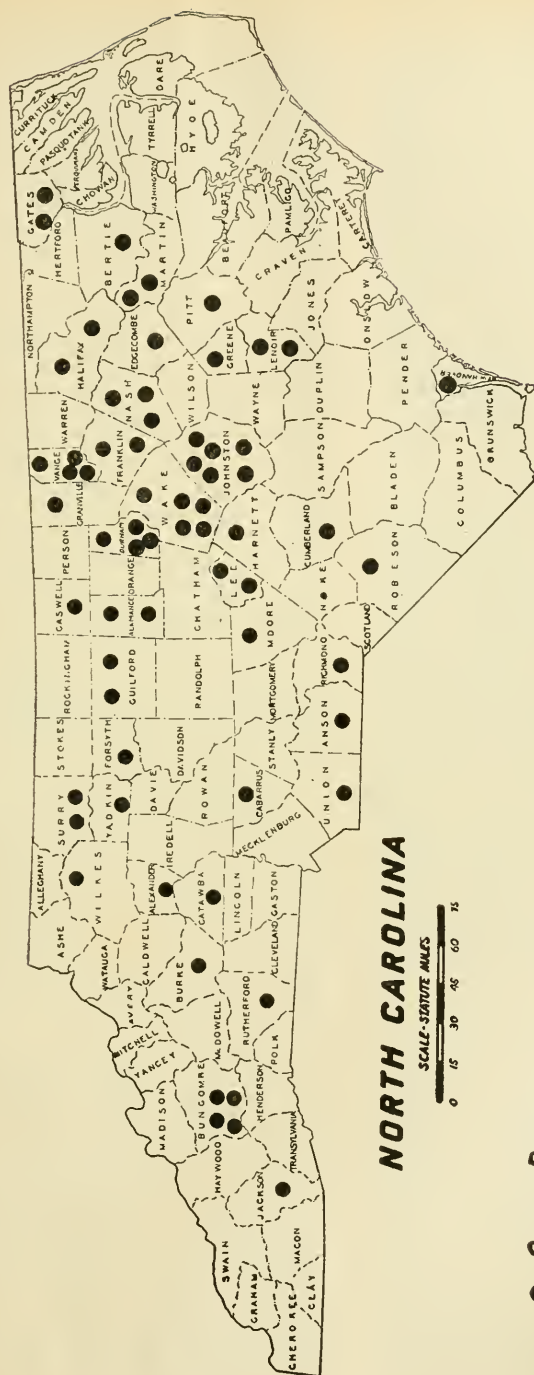 NORTH CAROLINA
SCALE-STATUTE MILES
0 15 30 45 60 75
CHEROKEE
GRAHAM
CLAY
SWAIN
MACON
JACKSON
HAYWOOD
TRANSYLVANIA
MADISON
BUNCOMBE
HENDERSON
YANCEY
MITCHELL
AVERY
McDOWELL
RUTHERFORD
POLK
WATAUGA
CALDWELL
BURKE
CLEVELAND
ASHE
ALLEGHANY
WILKES
ALEXANDER
CATAWBA
LINCOLN
GASTON
IREDELL
MECKLENBURG
SURRY
YADKIN
DAVIE
ROWAN
CABARRUS
UNION
STOKES
FORSYTH
DAVIDSON
STANLY
ANSON
ROCKINGHAM
GUILFORD
RANDOLPH
MONTGOMERY
RICHMOND
CASWELL
ALAMANCE
ORANGE
CHATHAM
MOORE
LEE
HOKE
SCOTLAND
PERSON
DURHAM
GRANVILLE
VANCE
WAKE
HARNETT
CUMBERLAND
ROBESON
WARREN
FRANKLIN
JOHNSTON
SAMPSON
BLADEN
COLUMBUS
BRUNSWICK
NORTHAMPTON
HALIFAX
NASH
EDGECOMBE
WILSON
WAYNE
DUPLIN
PENDER
NEW HANOVER
HERTFORD
BERTIE
MARTIN
PITT
GREENE
LENOIR
JONES
ONSLOW
GATES
CHOWAN
PERQUIMANS
PASQUOTANK
CAMDEN
CURRITUCK
WASHINGTON
TYRRELL
DARE
HYDE
BEAUFORT
CRAVEN
PAMLICO
CARTERET